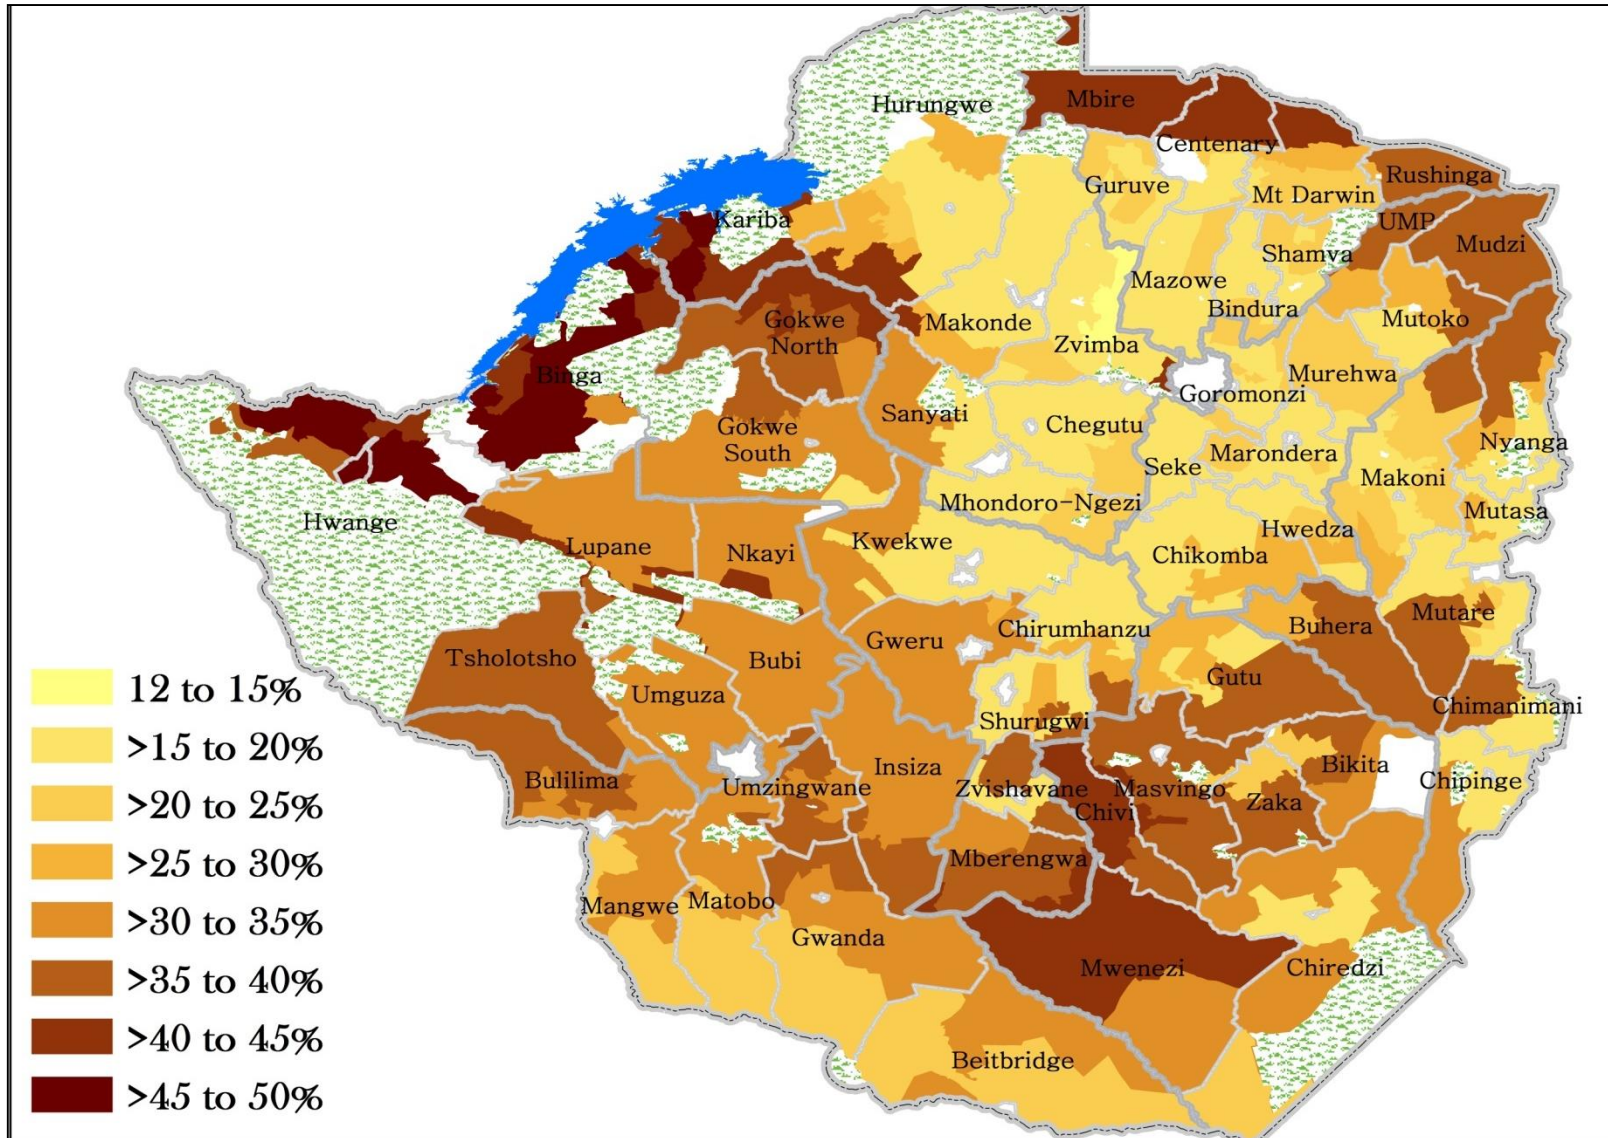 Hurungwe
Mbire
Centenary
Rushinga
Guruve
Mt Darwin
Kariba
UMP
Mudzi
Shamva
Mazowe
Bindura
Gokwe
North
Makonde
Mutoko
Zvimba
Binga
Goromonzi
Murehwa
Sanyati
Chegutu
Gokwe
South
Nyanga
Seke
Marondera
Makoni
Mhondoro-Ngezi
Mutasa
Hwange
Hwedza
Kwekwe
Lupane
Nkayi
Chikomba
Mutare
Buhera
Chirumhanzu
Gweru
Tsholotsho
Bubi
Gutu
Umguza
Chimanimani
Shurugwi
Insiza
Bikita
Bulilima
Umzingwane
Zvishavane
Masvingo
Chipinge
Zaka
Chivi
Mberengwa
Mangwe
Matobo
Gwanda
Mwenezi
Chiredzi
Beitbridge
12 to 15%
>15 to 20%
>20 to 25%
>25 to 30%
>30 to 35%
>35 to 40%
>40 to 45%
>45 to 50%